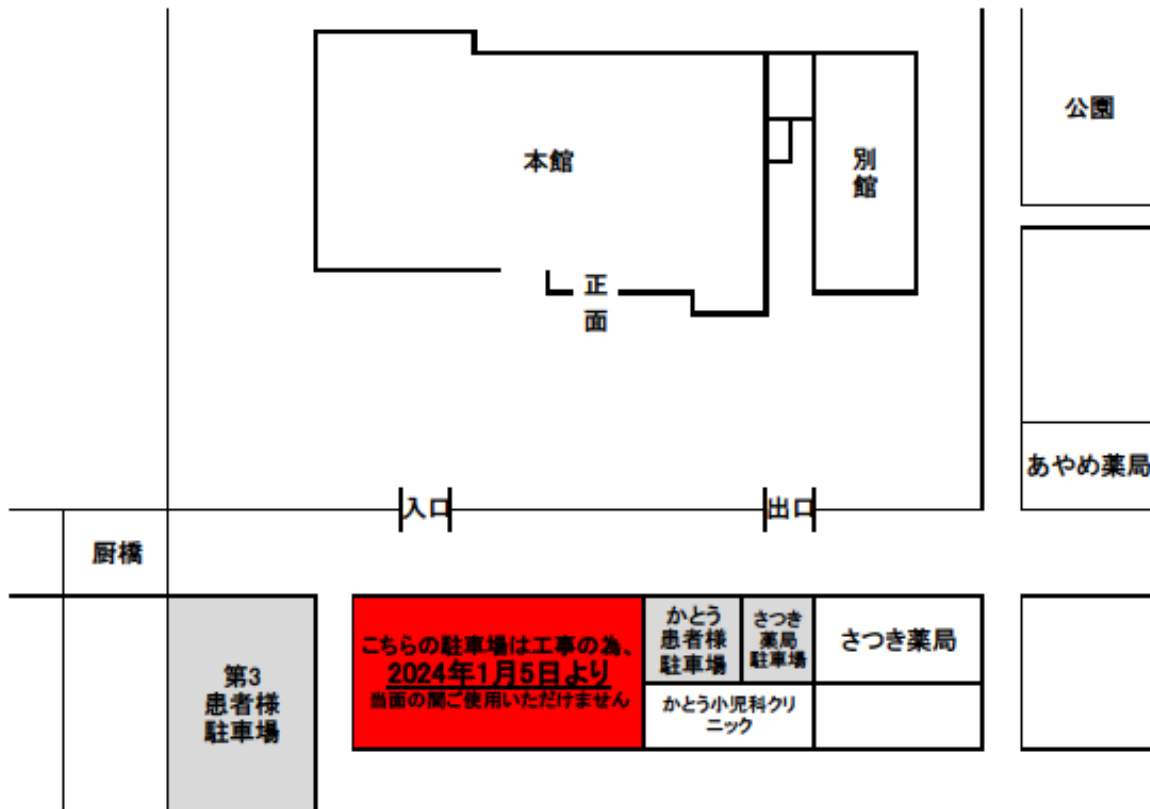 公園
本館
別
館
正
面
あやめ薬局
入口
出口
厨橋
こちらの駐車場は工事の為、
2024年1月5日より
当面の間ご使用いただけません
かとう
患者様
駐車場
さつき
薬局
駐車場
さつき薬局
第3
患者様
駐車場
かとう小児科クリ
ニック